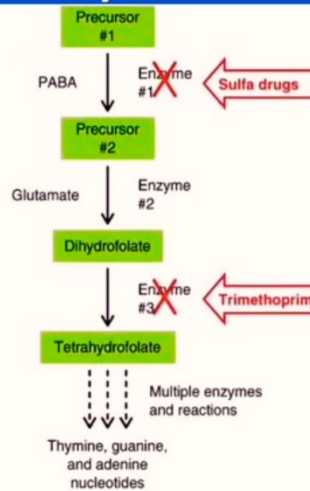 Precursor
#1
PABA
Enzyme
#1
Sulfa drugs
Precursor
#2
Glutamate
Enzyme
#2
Dihydrofolate
Enzyme
#3
Trimethoprim
Tetrahydrofolate
Multiple enzymes
and reactions
Thymine, guanine,
and adenine
nucleotides